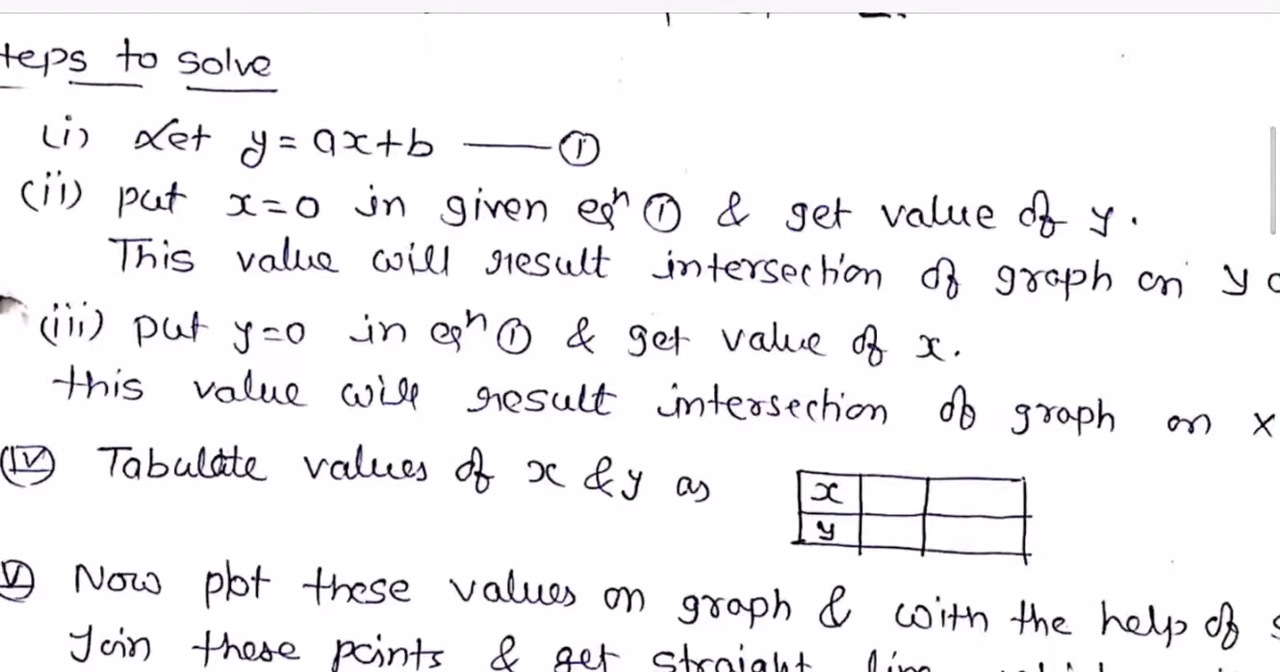 teps to solve
(i) Let y = ax+b —— ①
(ii) put x=0 in given eqⁿ ① & get value of y.
This value will result intersection of graph on y
(iii) put y=0 in eqⁿ ① & get value of x.
this value will result intersection of graph on x
(IV) Tabulate values of x & y as
x
y
(V) Now plot these values on graph & with the help of s
Join these points & get straight line